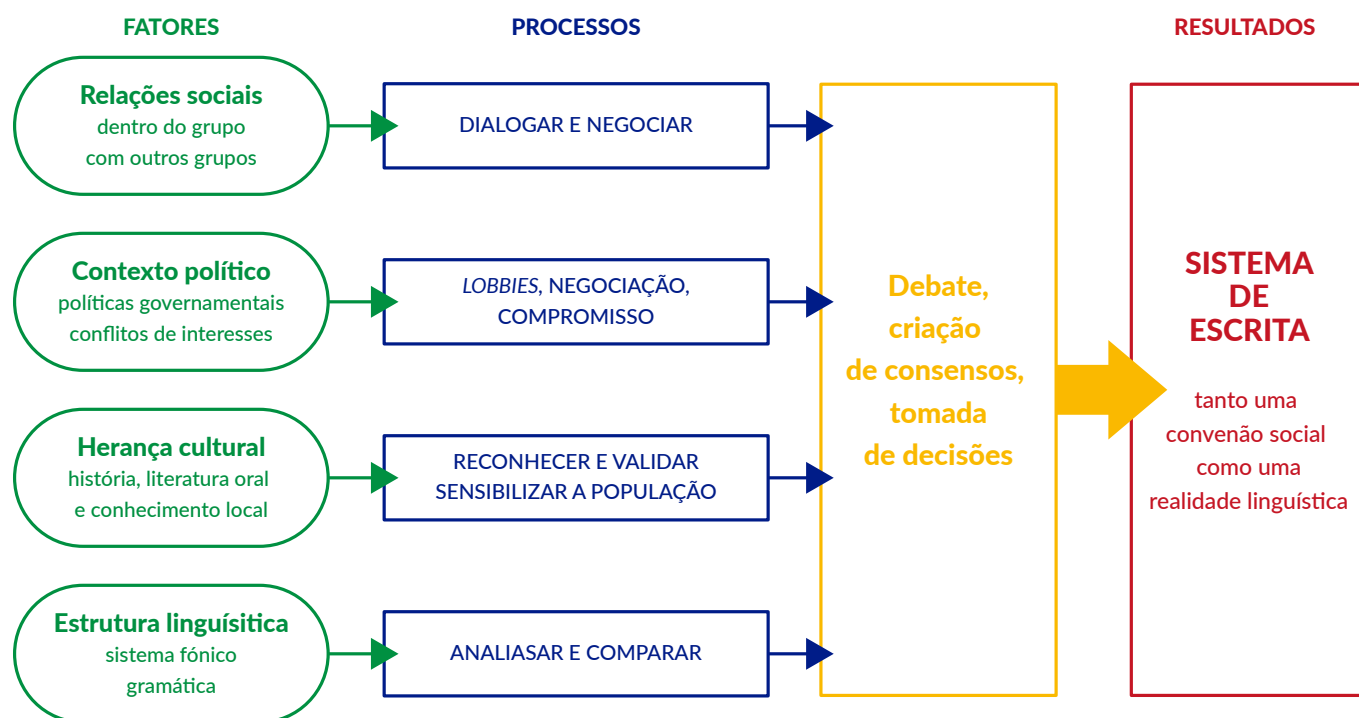 FATORES
PROCESSOS
RESULTADOS
Relações sociais
dentro do grupo
com outros grupos
DIALOGAR E NEGOCIAR
Contexto político
políticas governamentais
conflitos de interesses
LOBBIES, NEGOCIAÇÃO,
COMPROMISSO
Herança cultural
história, literatura oral
e conhecimento local
RECONHECER E VALIDAR
SENSIBILIZAR A POPULAÇÃO
Estrutura linguísitica
sistema fónico
gramática
ANALIASAR E COMPARAR
Debate,
criação
de consensos,
tomada
de decisões
SISTEMA
DE
ESCRITA
tanto uma
convenão social
como uma
realidade linguística